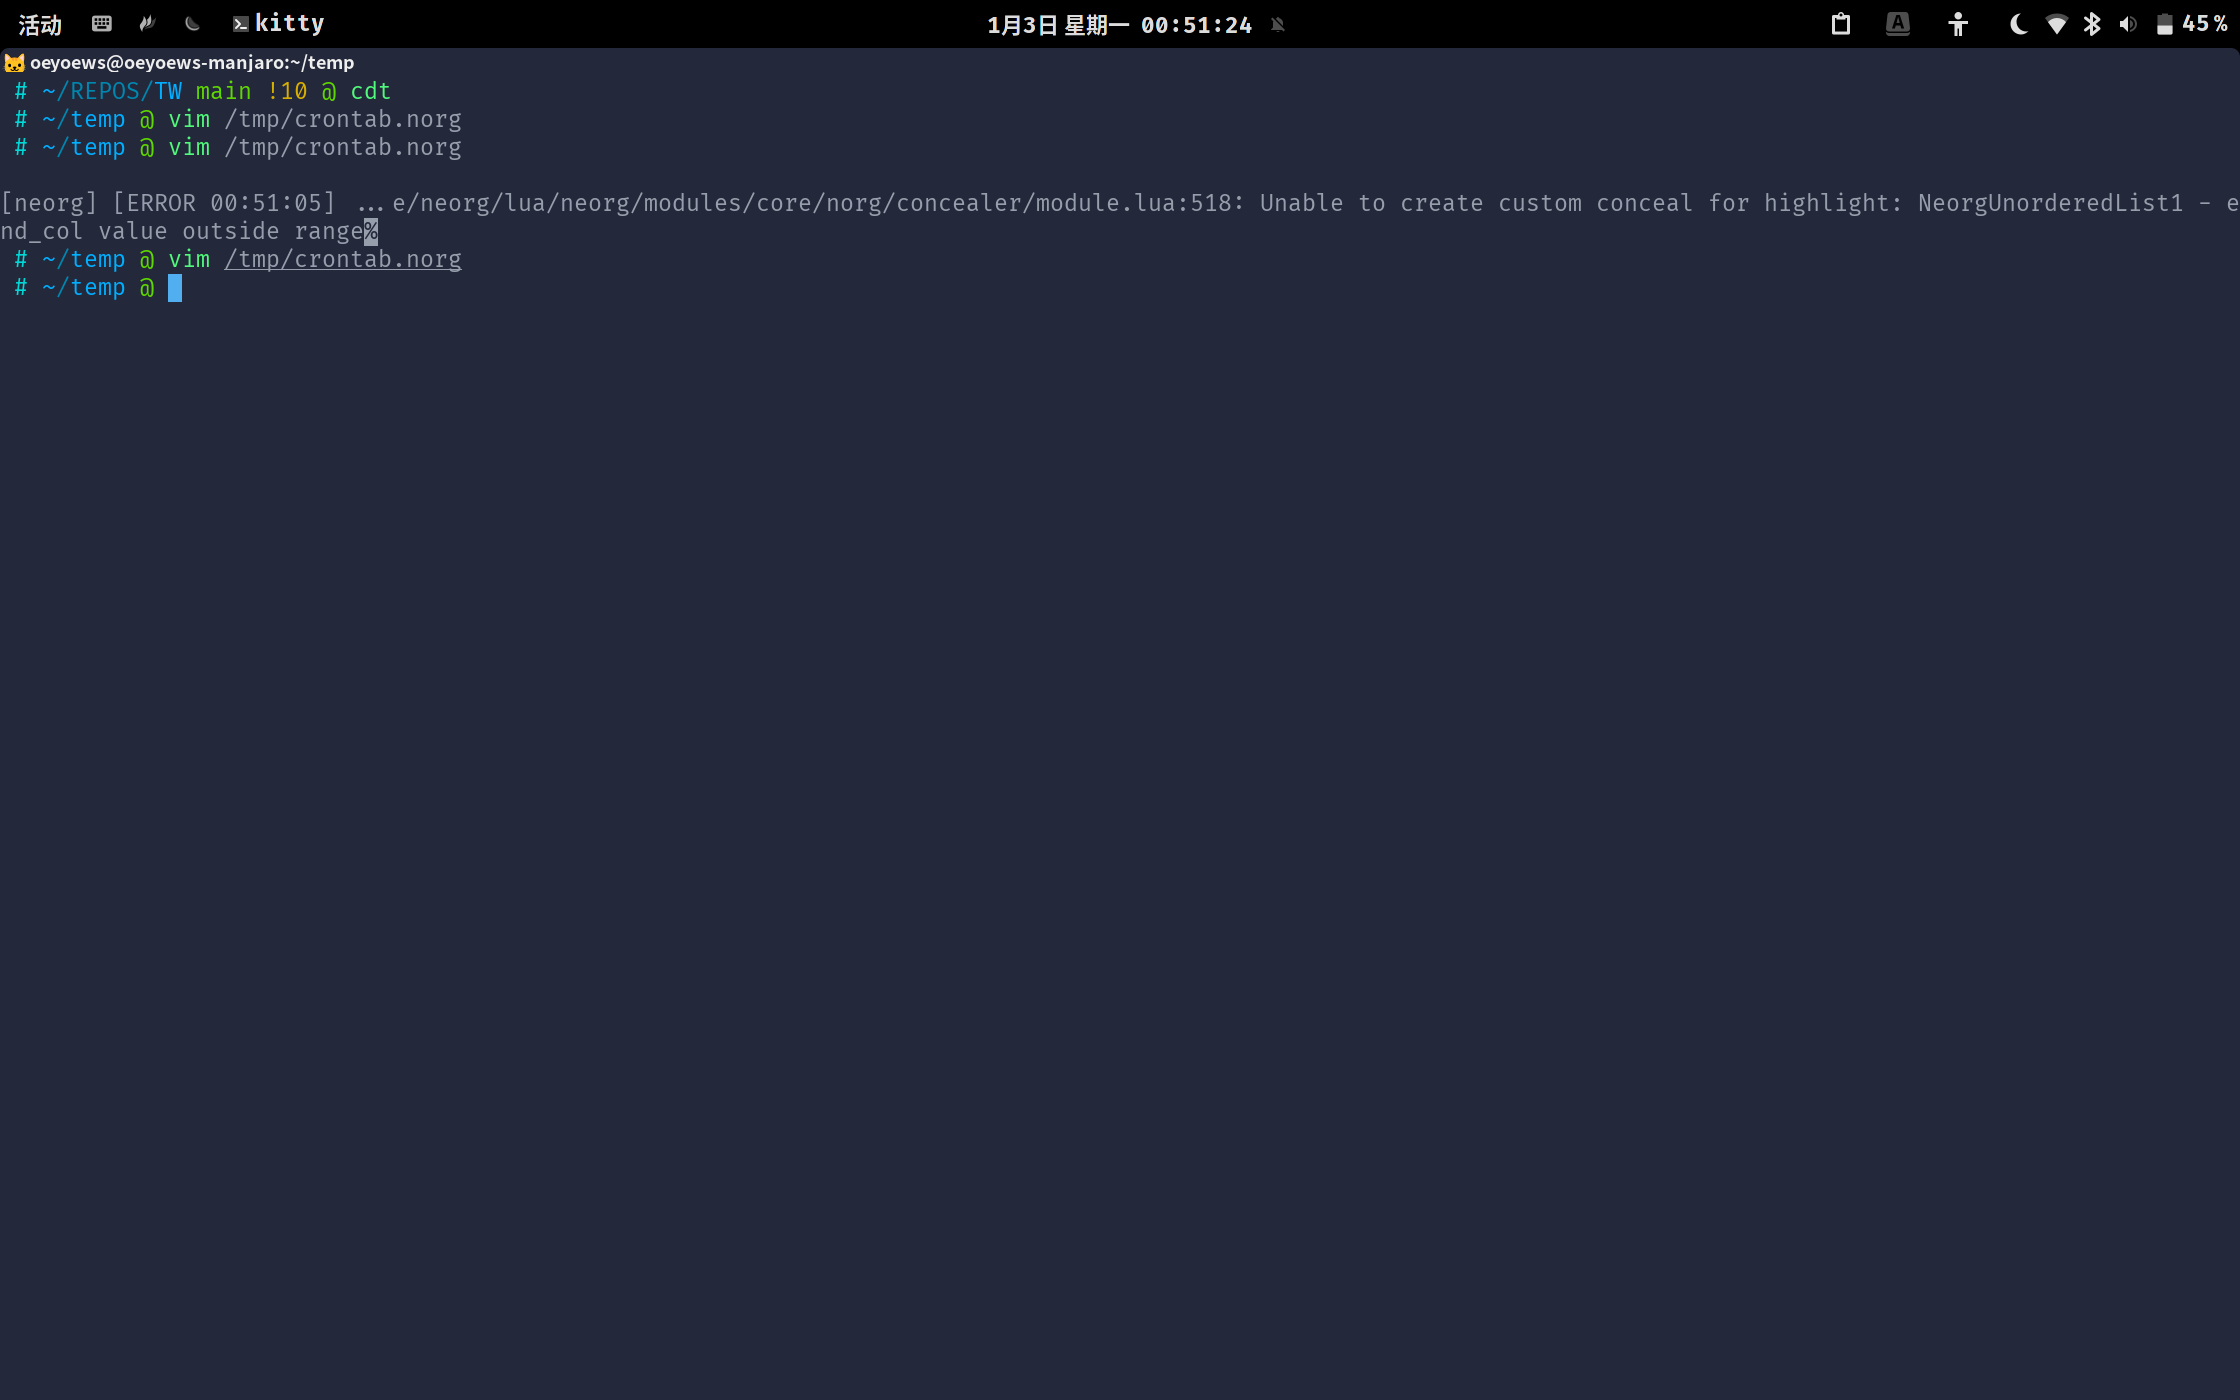 活动 kitty 1月3日 星期一 00:51:24 A 45%
oeyoews@oeyoews-manjaro:~/temp
# ~/REPOS/TW main !10 @ cdt
# ~/temp @ vim /tmp/crontab.norg
# ~/temp @ vim /tmp/crontab.norg
[neorg] [ERROR 00:51:05] ...e/neorg/lua/neorg/modules/core/norg/concealer/module.lua:518: Unable to create custom conceal for highlight: NeorgUnorderedList1 - e
nd_col value outside range%
# ~/temp @ vim /tmp/crontab.norg
# ~/temp @